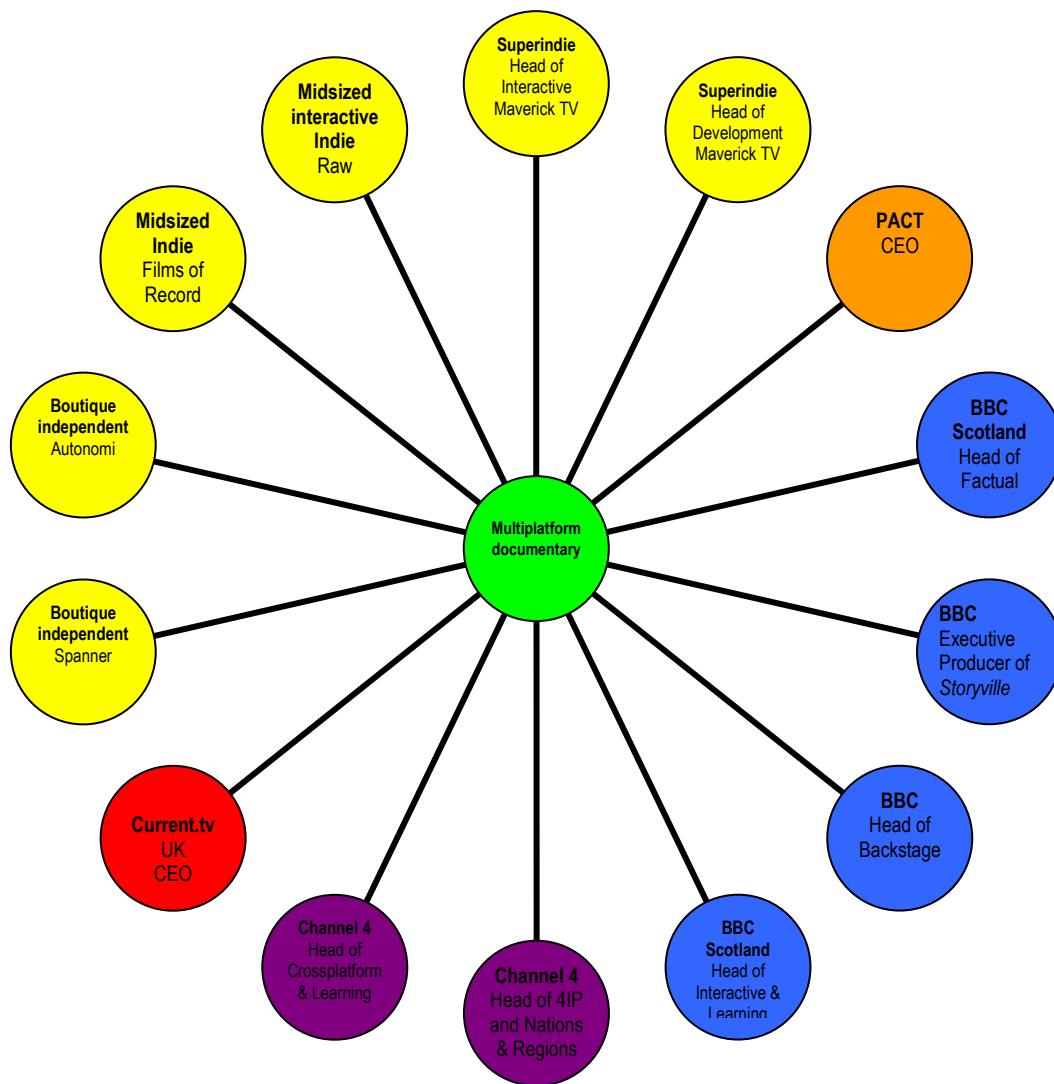 Superindie
Head of
Interactive
Maverick TV
Superindie
Head of
Development
Maverick TV
PACT
CEO
BBC
Scotland
Head of
Factual
BBC
Executive
Producer of
Storyville
BBC
Head of
Backstage
BBC
Scotland
Head of
Interactive &
Learning
Channel 4
Head of 4IP
and Nations
& Regions
Channel 4
Head of
Crossplatform
& Learning
Current.tv
UK
CEO
Boutique
independent
Spanner
Boutique
independent
Autonomi
Midsized
Indie
Films of
Record
Midsized
interactive
Indie
Raw
Multiplatform
documentary